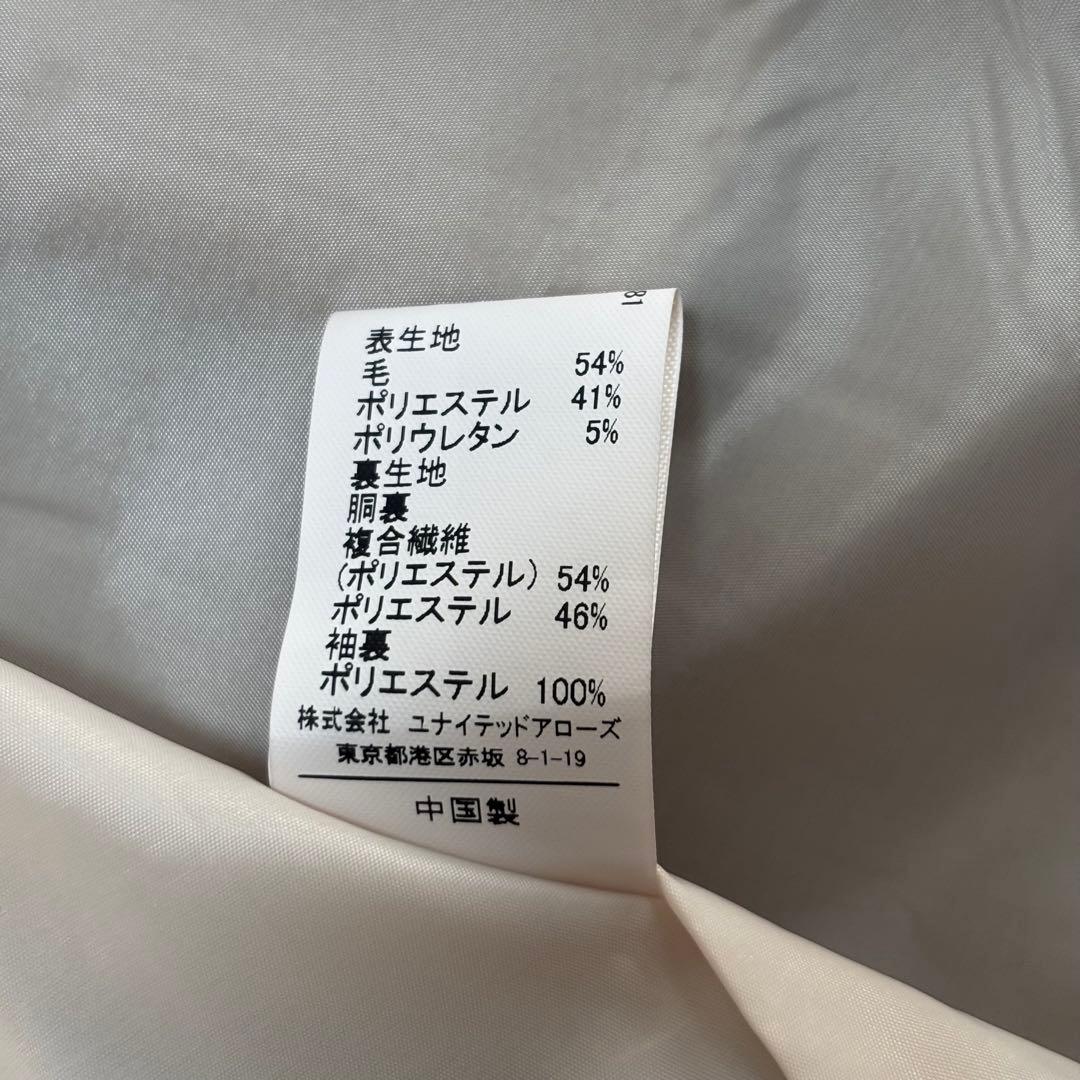 81
表生地
毛 54%
ポリエステル 41%
ポリウレタン 5%
裏生地
胴裏
複合繊維
(ポリエステル) 54%
ポリエステル 46%
袖裏
ポリエステル 100%
株式会社 ユナイテッドアローズ
東京都港区赤坂 8-1-19
中国製